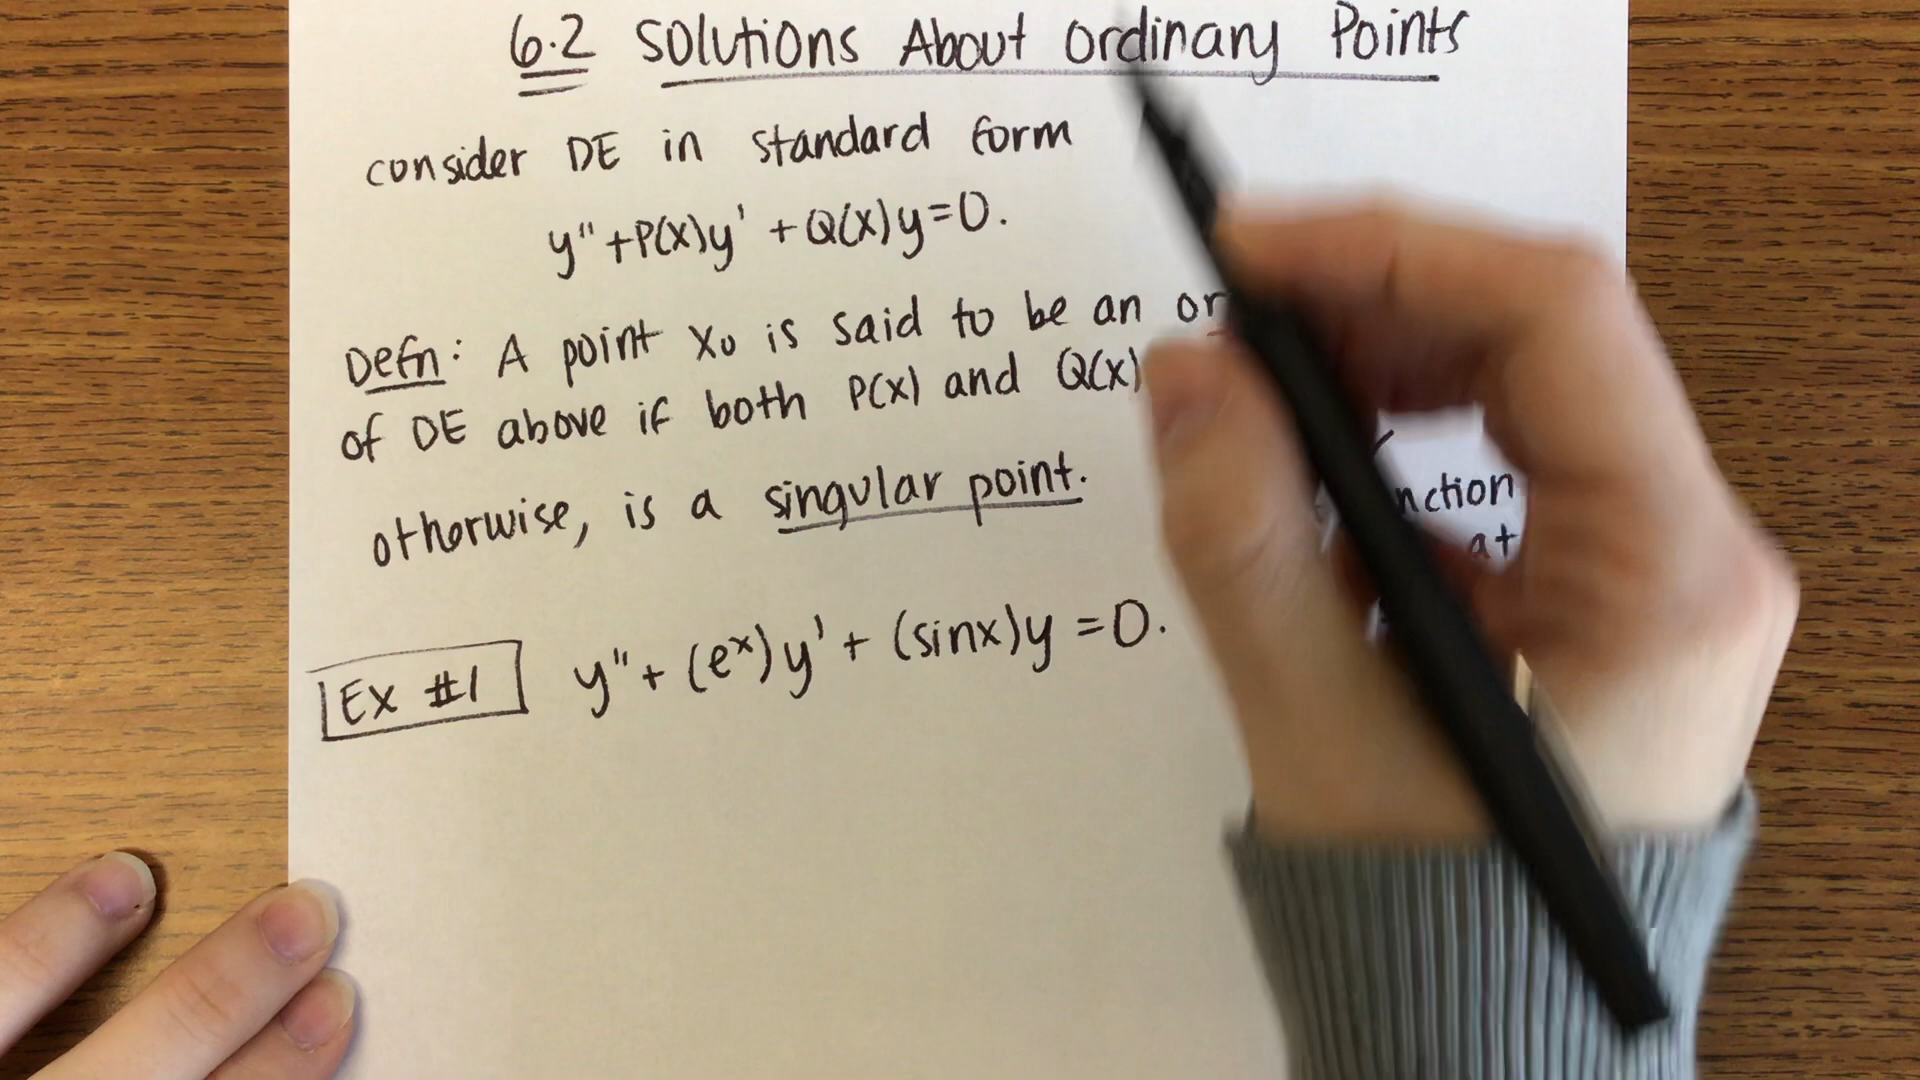 6.2 Solutions About Ordinary Points
consider DE in standard form
y" + P(x)y' + Q(x)y = 0.
Defn: A point x₀ is said to be an or
of DE above if both P(x) and Q(x)
otherwise, is a singular point.
nction
at
Ex #1 y" + (eˣ)y' + (sinx)y = 0.